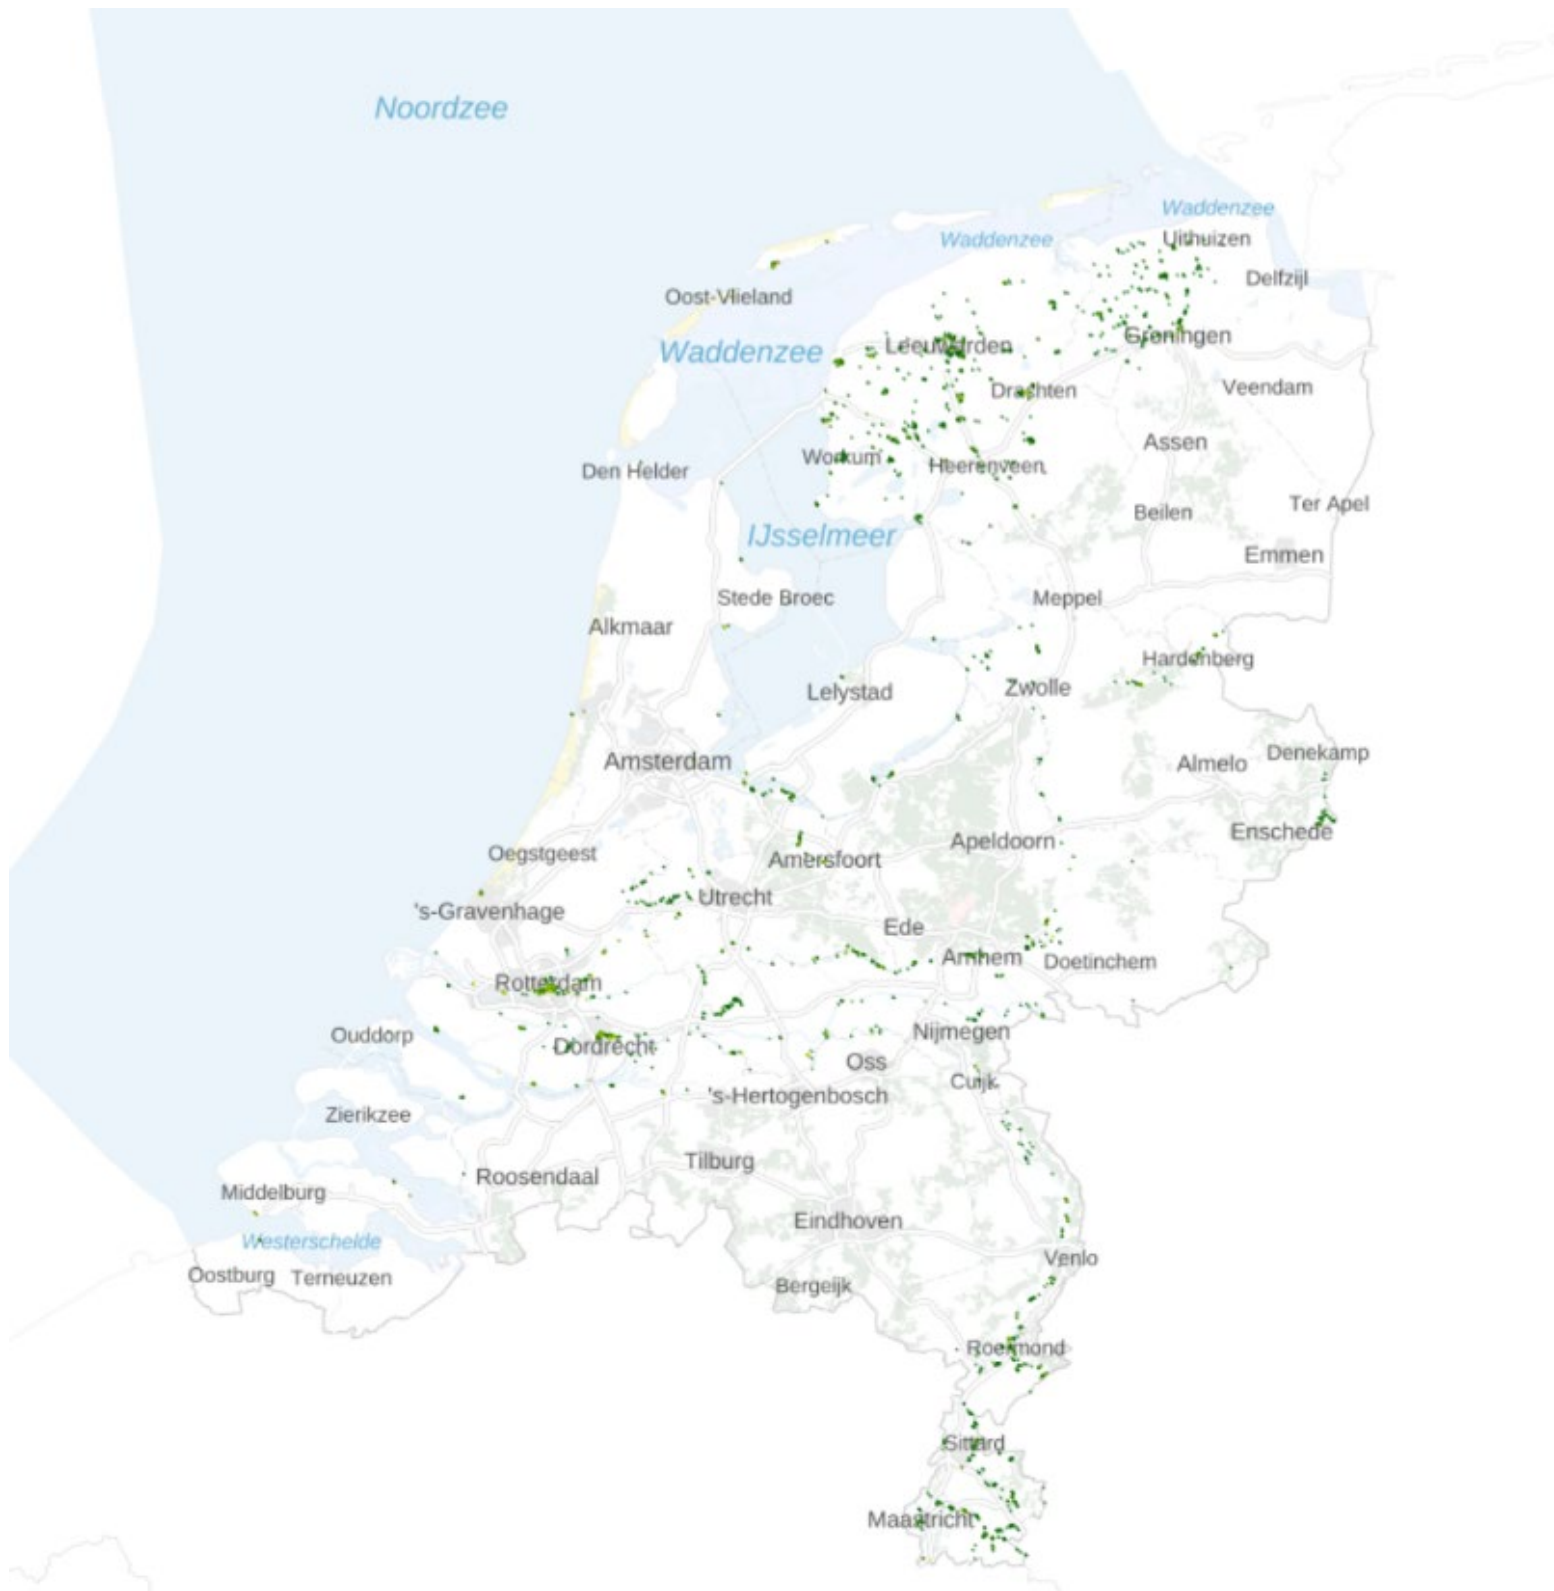 Noordzee
Waddenzee
Uithuizen
Waddenzee
Delfzijl
Oost-Vlieland
Groningen
Leeuwarden
Waddenzee
Drachten
Veendam
Assen
Workum
Heerenveen
Den Helder
Ter Apel
Beilen
IJsselmeer
Emmen
Stede Broec
Meppel
Alkmaar
Hardenberg
Zwolle
Lelystad
Denekamp
Amsterdam
Almelo
Enschede
Apeldoorn
Oegstgeest
Amersfoort
Utrecht
's-Gravenhage
Ede
Arnhem
Doetinchem
Rotterdam
Nijmegen
Ouddorp
Dordrecht
Oss
Cuijk
's-Hertogenbosch
Zierikzee
Tilburg
Roosendaal
Middelburg
Eindhoven
Westerschelde
Venlo
Oostburg
Terneuzen
Bergeijk
Roermond
Sittard
Maastricht